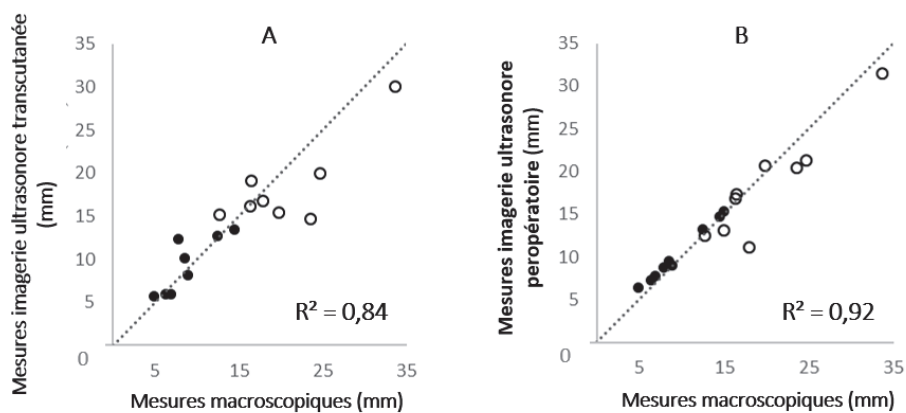 A
Mesures imagerie ultrasonore transcutanée
(mm)
35
30
25
20
15
10
5
0
R² = 0,84
5
15
25
35
Mesures macroscopiques (mm)
B
Mesures imagerie ultrasonore
peropératoire (mm)
35
30
25
20
15
10
5
0
R² = 0,92
5
15
25
35
Mesures macroscopiques (mm)